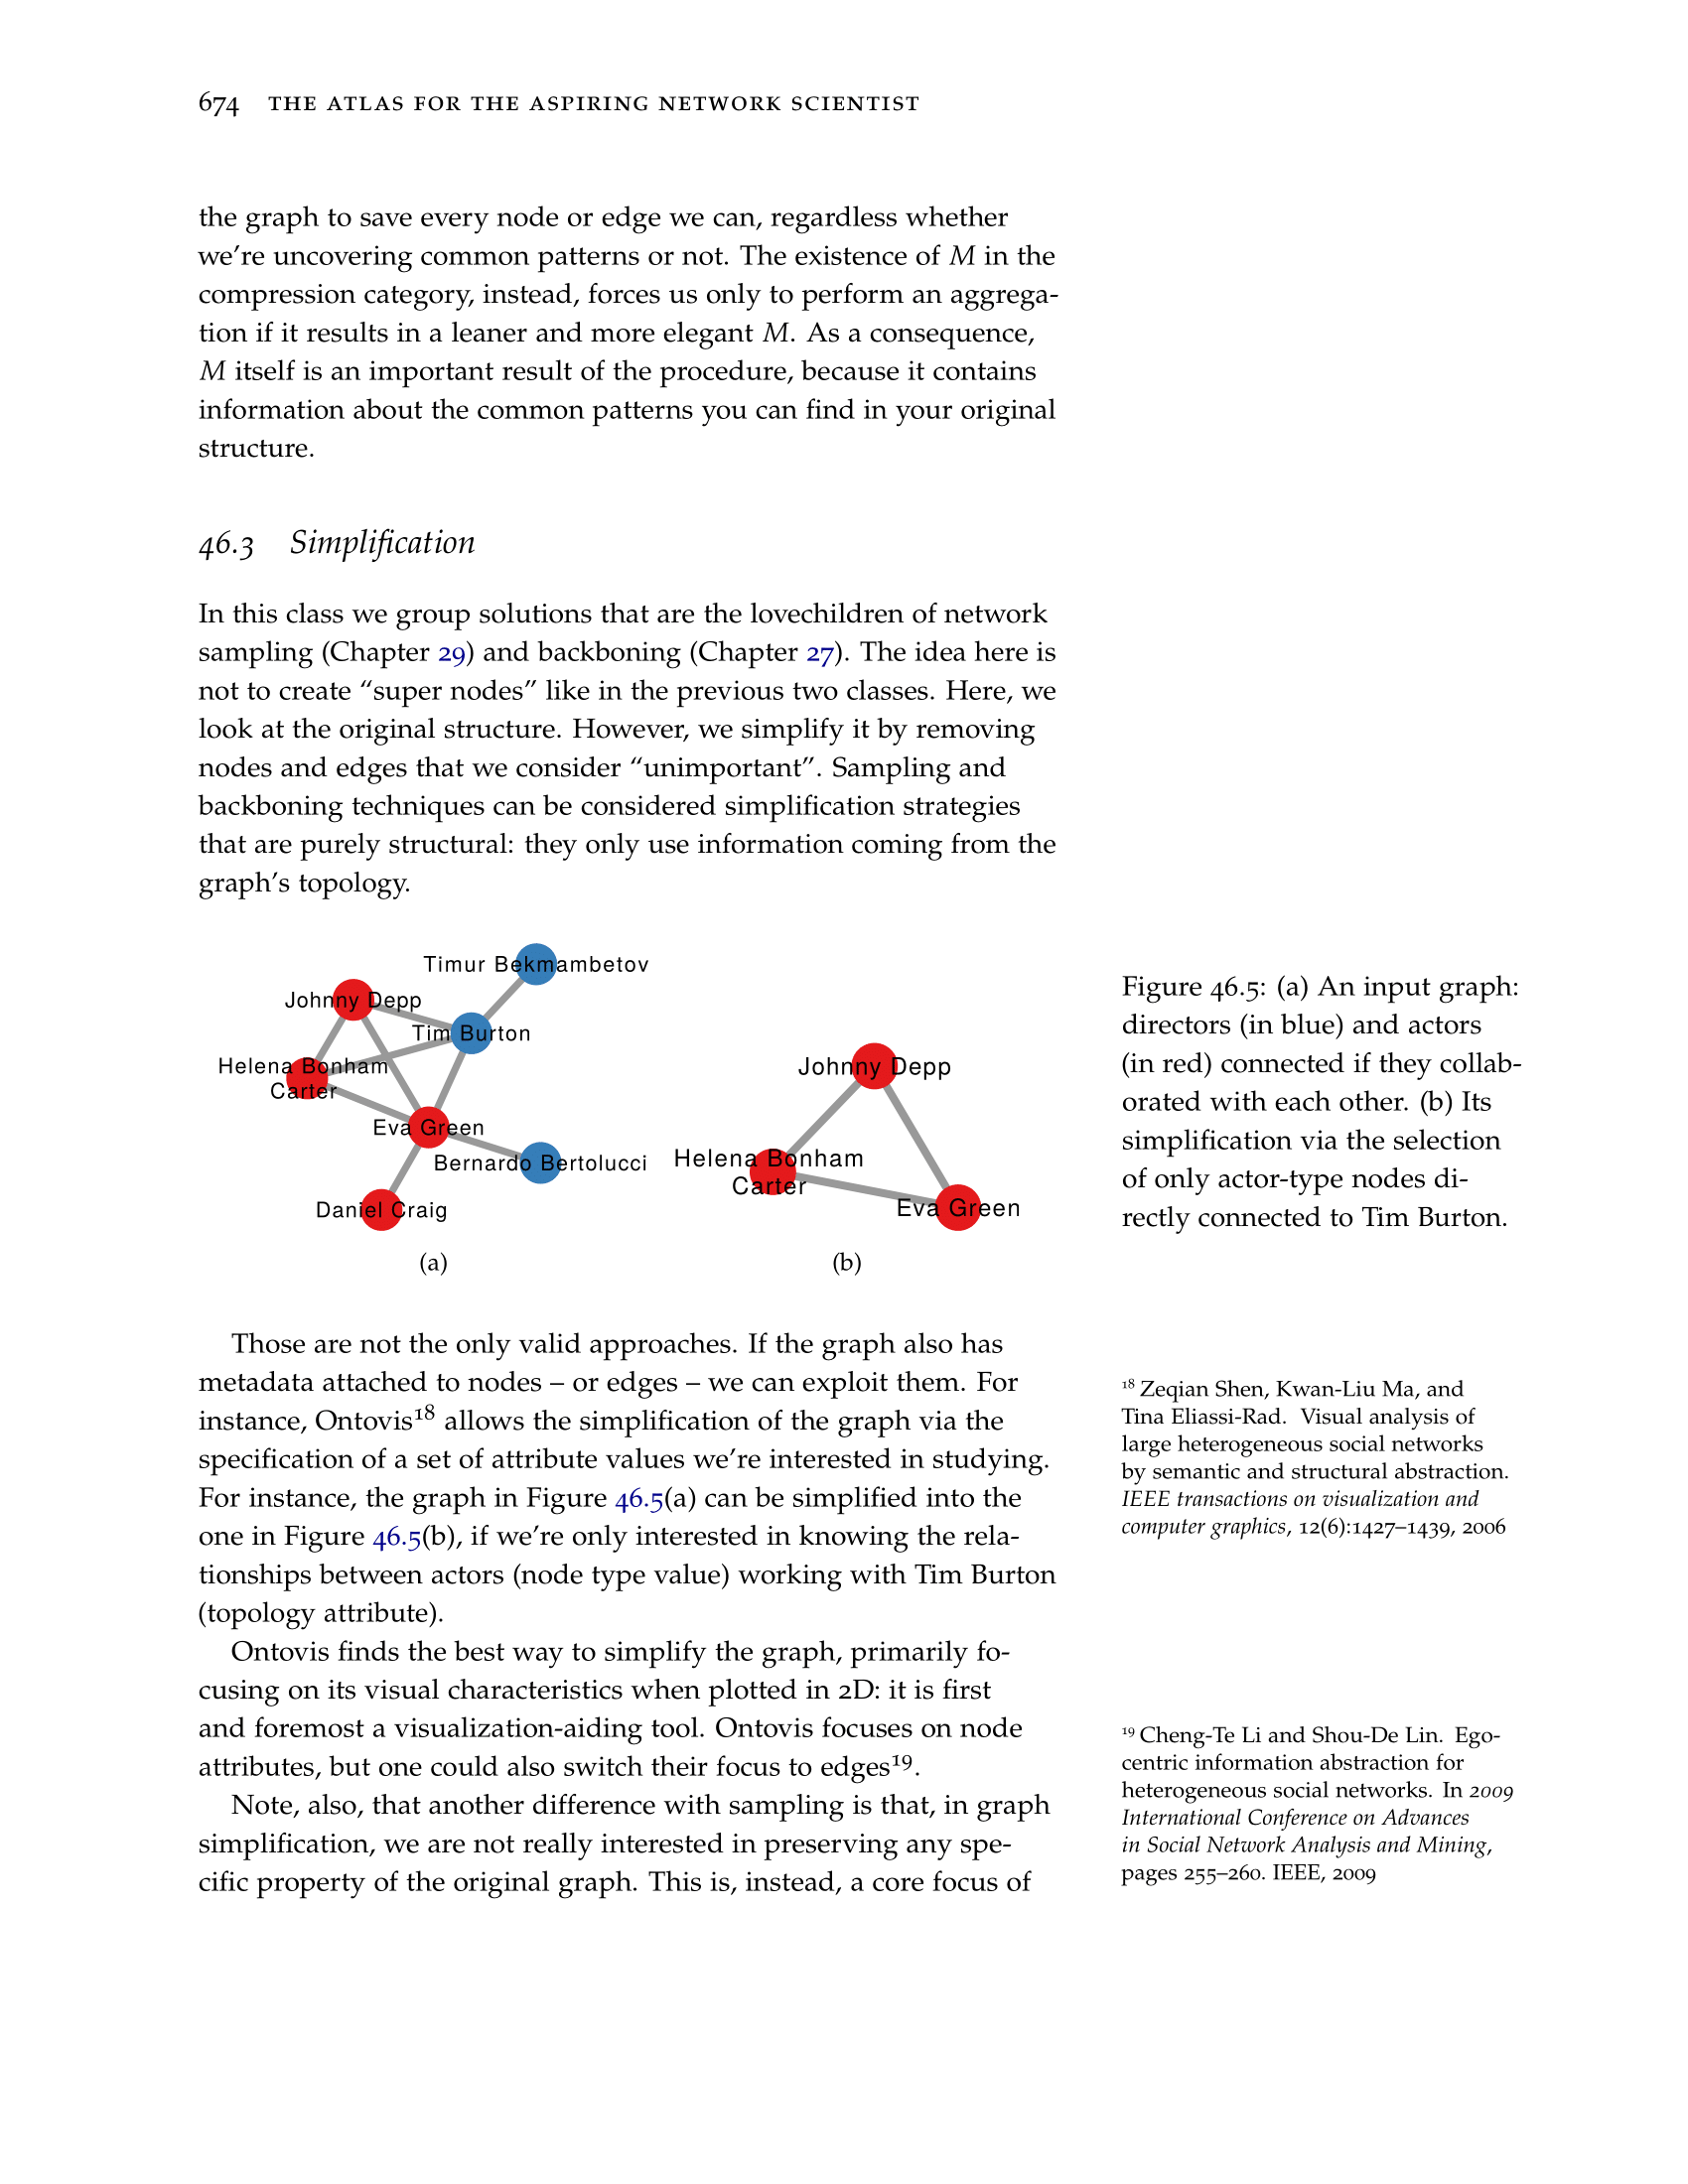 674 THE ATLAS FOR THE ASPIRING NETWORK SCIENTIST
the graph to save every node or edge we can, regardless whether
we're uncovering common patterns or not. The existence of M in the
compression category, instead, forces us only to perform an aggrega-
tion if it results in a leaner and more elegant M. As a consequence,
M itself is an important result of the procedure, because it contains
information about the common patterns you can find in your original
structure.
46.3 Simplification
In this class we group solutions that are the lovechildren of network
sampling (Chapter 29) and backboning (Chapter 27). The idea here is
not to create “super nodes” like in the previous two classes. Here, we
look at the original structure. However, we simplify it by removing
nodes and edges that we consider “unimportant”. Sampling and
backboning techniques can be considered simplification strategies
that are purely structural: they only use information coming from the
graph's topology.
Timur Bekmambetov
Johnny Depp
Tim Burton
Helena Bonham
Carter
Eva Green
Bernardo Bertolucci
Daniel Craig
(a)
Johnny Depp
Helena Bonham
Carter
Eva Green
(b)
Figure 46.5: (a) An input graph:
directors (in blue) and actors
(in red) connected if they collab-
orated with each other. (b) Its
simplification via the selection
of only actor-type nodes di-
rectly connected to Tim Burton.
Those are not the only valid approaches. If the graph also has
metadata attached to nodes – or edges – we can exploit them. For
instance, Ontovis18 allows the simplification of the graph via the
specification of a set of attribute values we're interested in studying.
For instance, the graph in Figure 46.5(a) can be simplified into the
one in Figure 46.5(b), if we're only interested in knowing the rela-
tionships between actors (node type value) working with Tim Burton
(topology attribute).
Ontovis finds the best way to simplify the graph, primarily fo-
cusing on its visual characteristics when plotted in 2D: it is first
and foremost a visualization-aiding tool. Ontovis focuses on node
attributes, but one could also switch their focus to edges19.
Note, also, that another difference with sampling is that, in graph
simplification, we are not really interested in preserving any spe-
cific property of the original graph. This is, instead, a core focus of
18 Zeqian Shen, Kwan-Liu Ma, and
Tina Eliassi-Rad. Visual analysis of
large heterogeneous social networks
by semantic and structural abstraction.
IEEE transactions on visualization and
computer graphics, 12(6):1427–1439, 2006
19 Cheng-Te Li and Shou-De Lin. Ego-
centric information abstraction for
heterogeneous social networks. In 2009
International Conference on Advances
in Social Network Analysis and Mining,
pages 255–260. IEEE, 2009